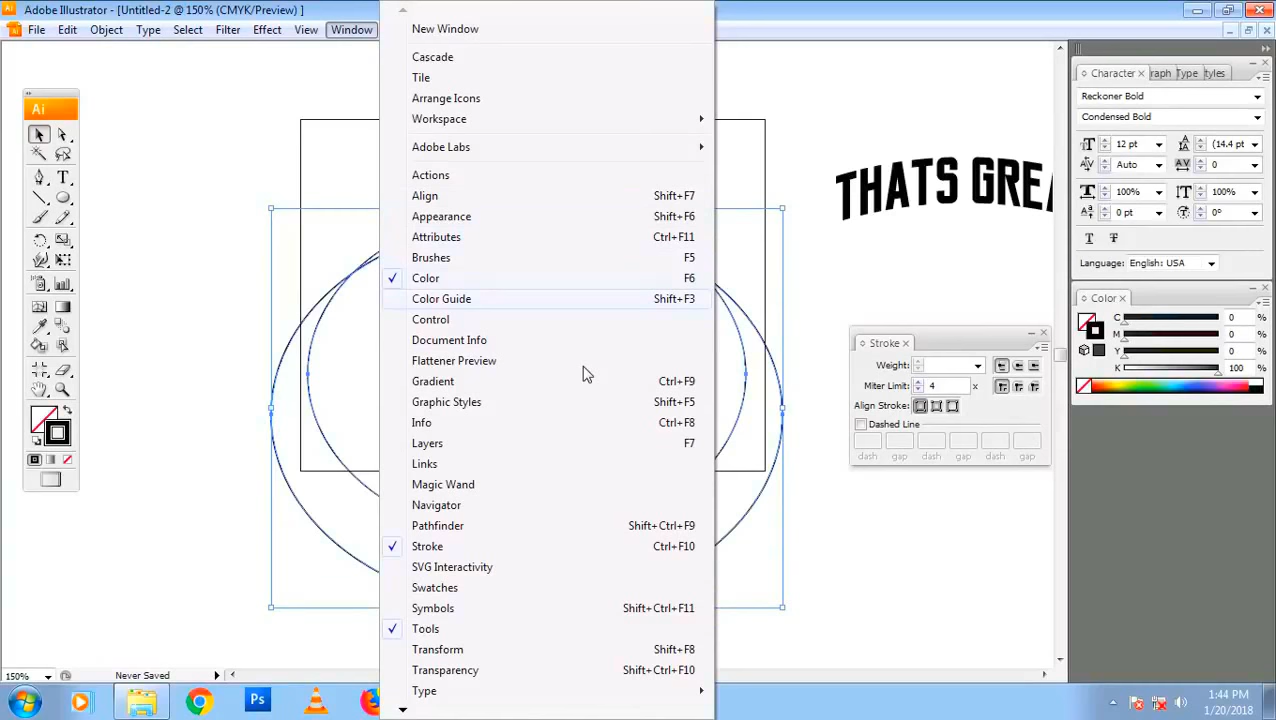 Adobe Illustrator - [Untitled-2 @ 150% (CMYK/Preview) ]
File Edit Object Type Select Filter Effect View Window
New Window
Cascade
Tile
Arrange Icons
Workspace
Adobe Labs
Actions
Align Shift+F7
Appearance Shift+F6
Attributes Ctrl+F11
Brushes F5
Color F6
Color Guide Shift+F3
Control
Document Info
Flattener Preview
Gradient Ctrl+F9
Graphic Styles Shift+F5
Info Ctrl+F8
Layers F7
Links
Magic Wand
Navigator
Pathfinder Shift+Ctrl+F9
Stroke Ctrl+F10
SVG Interactivity
Swatches
Symbols Shift+Ctrl+F11
Tools
Transform Shift+F8
Transparency Shift+Ctrl+F10
Type
Ai
THATS GREA
Stroke
Weight:
Miter Limit: 4 x
Align Stroke:
Dashed Line
dash gap dash gap dash gap
Character raph Type tyles
Reckoner Bold
Condensed Bold
12 pt (14.4 pt
Auto 0
100% 100%
0 pt 0°
Language: English: USA
Color
C 0 %
M 0 %
Y 0 %
K 100 %
150% Never Saved
Ps
1:44 PM
1/20/2018